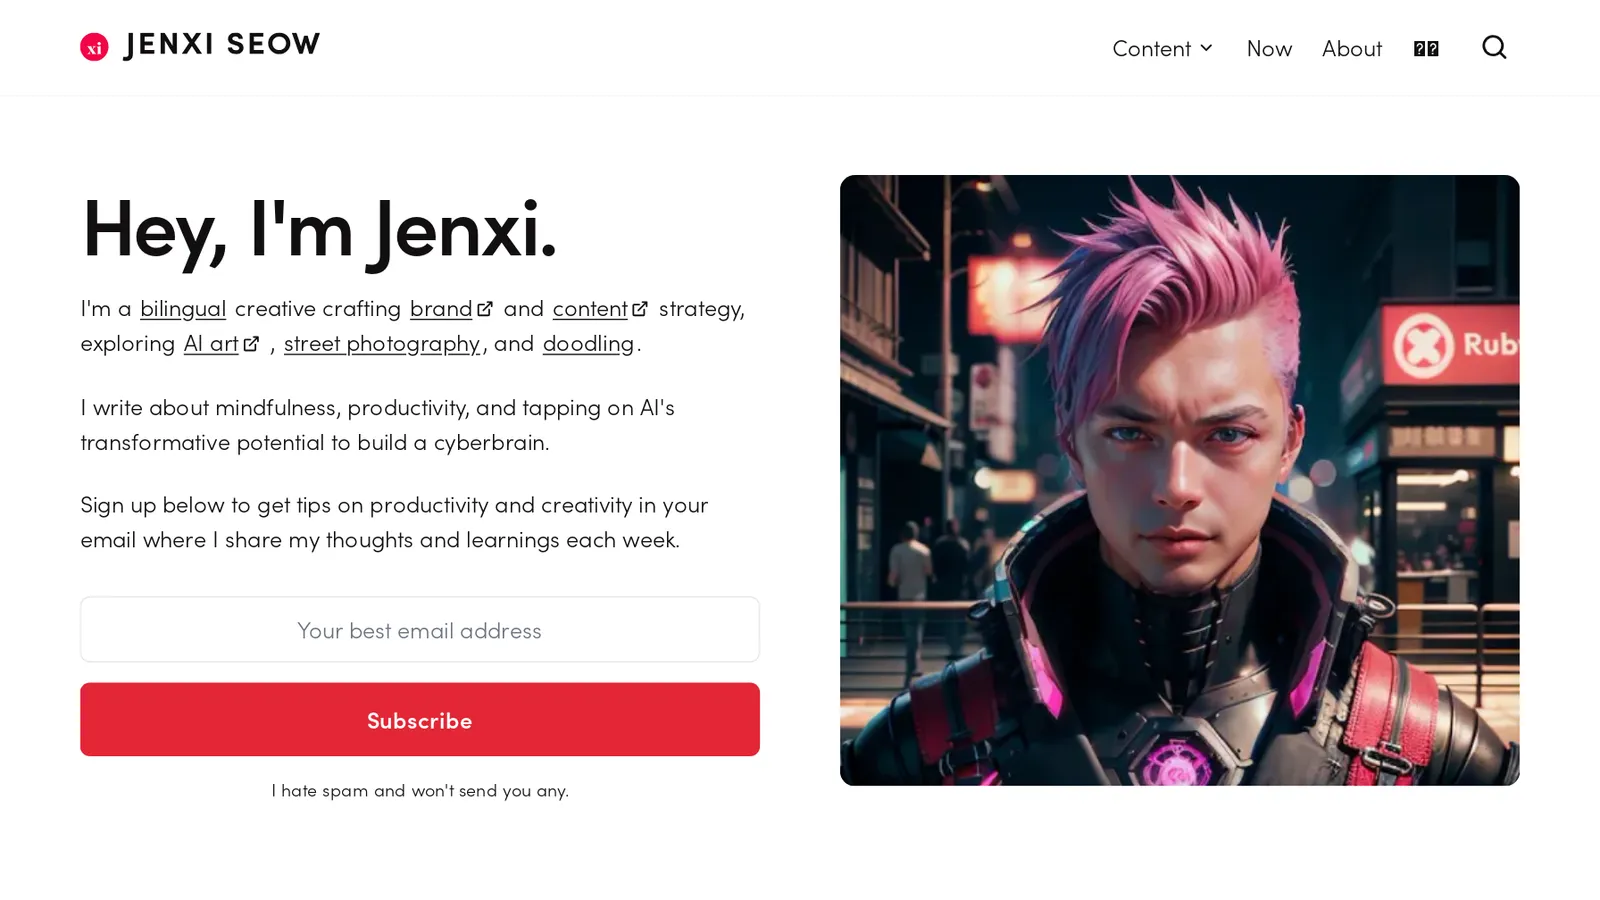 xi JENXI SEOW
Content Now About
Hey, I'm Jenxi.
I'm a bilingual creative crafting brand and content strategy,
exploring AI art , street photography, and doodling.
I write about mindfulness, productivity, and tapping on AI's
transformative potential to build a cyberbrain.
Sign up below to get tips on productivity and creativity in your
email where I share my thoughts and learnings each week.
Your best email address
Subscribe
I hate spam and won't send you any.
Rub